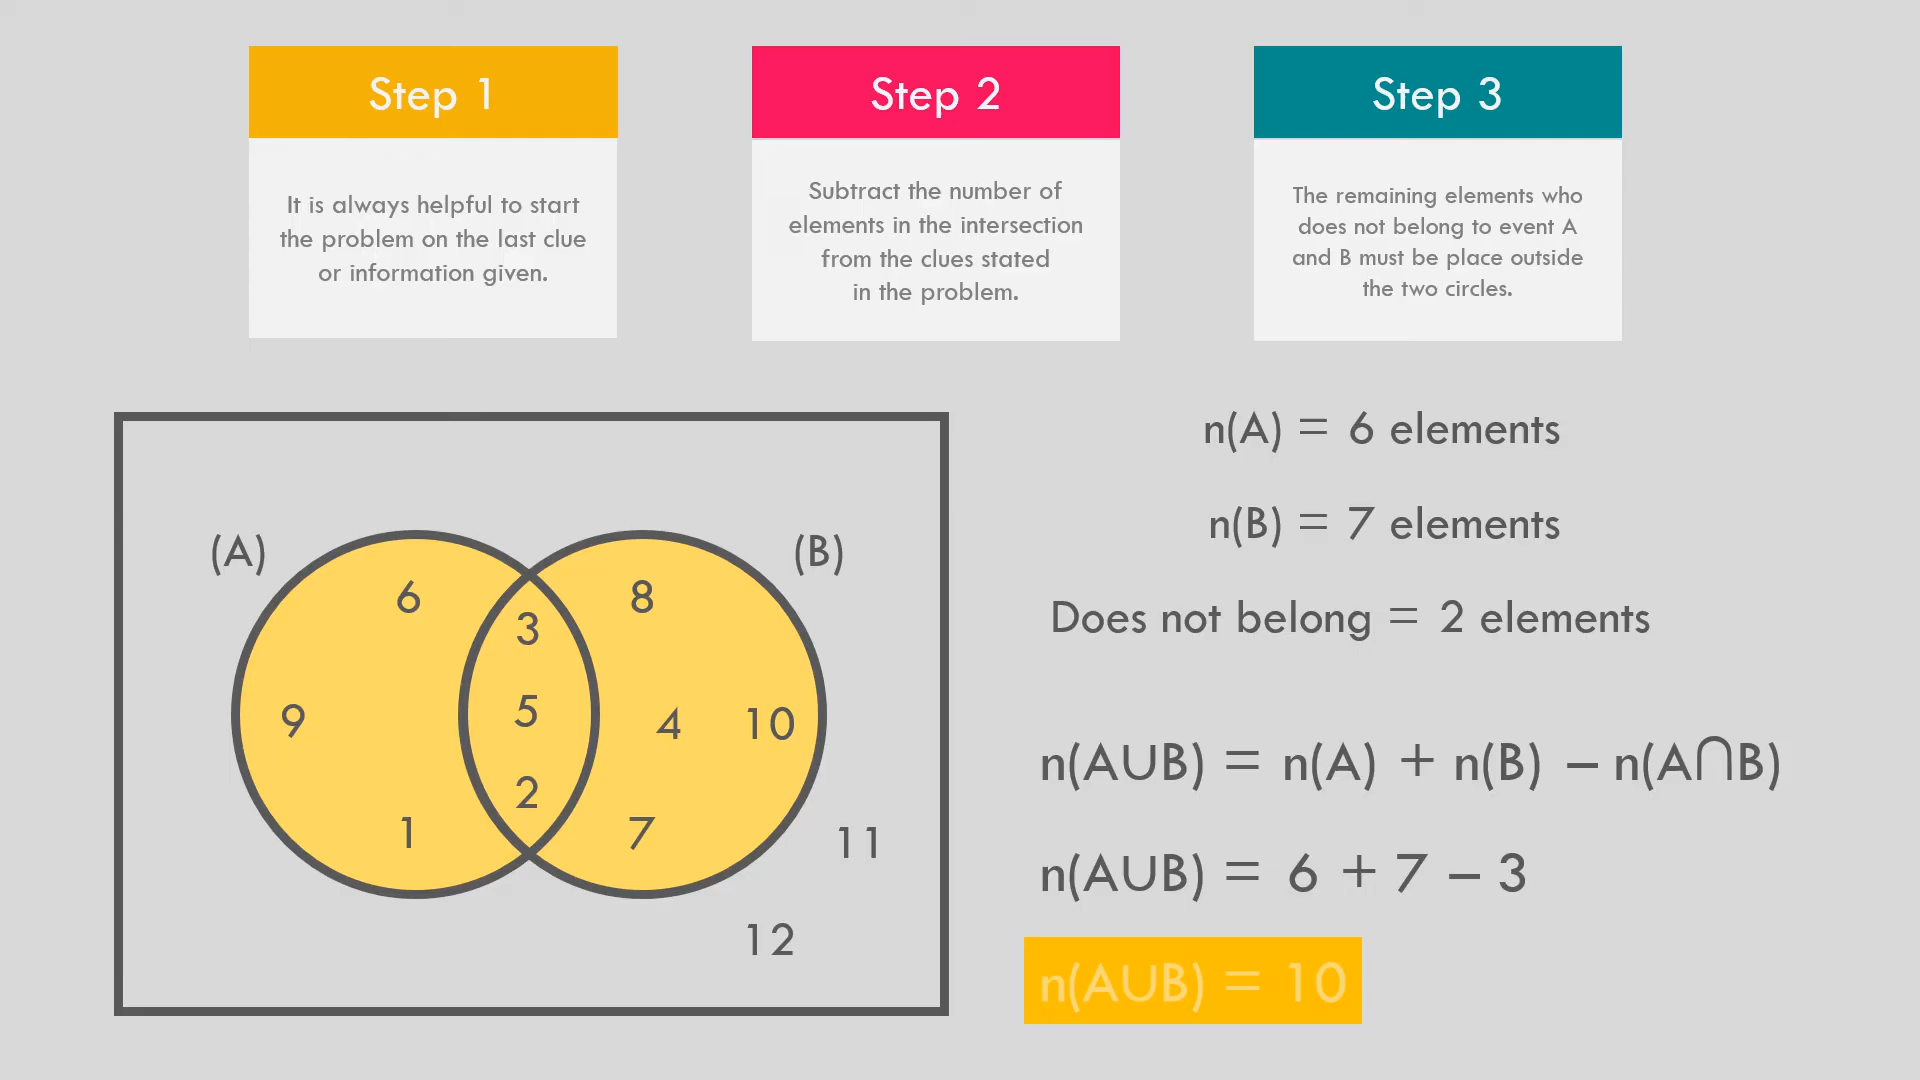 Step 1
It is always helpful to start
the problem on the last clue
or information given.
Step 2
Subtract the number of
elements in the intersection
from the clues stated
in the problem.
Step 3
The remaining elements who
does not belong to event A
and B must be place outside
the two circles.
(A)
(B)
6
8
3
9
5
4
10
2
1
7
11
12
n(A) = 6 elements
n(B) = 7 elements
Does not belong = 2 elements
n(A∪B) = n(A) + n(B) – n(A∩B)
n(A∪B) = 6 + 7 – 3
n(A∪B) = 10